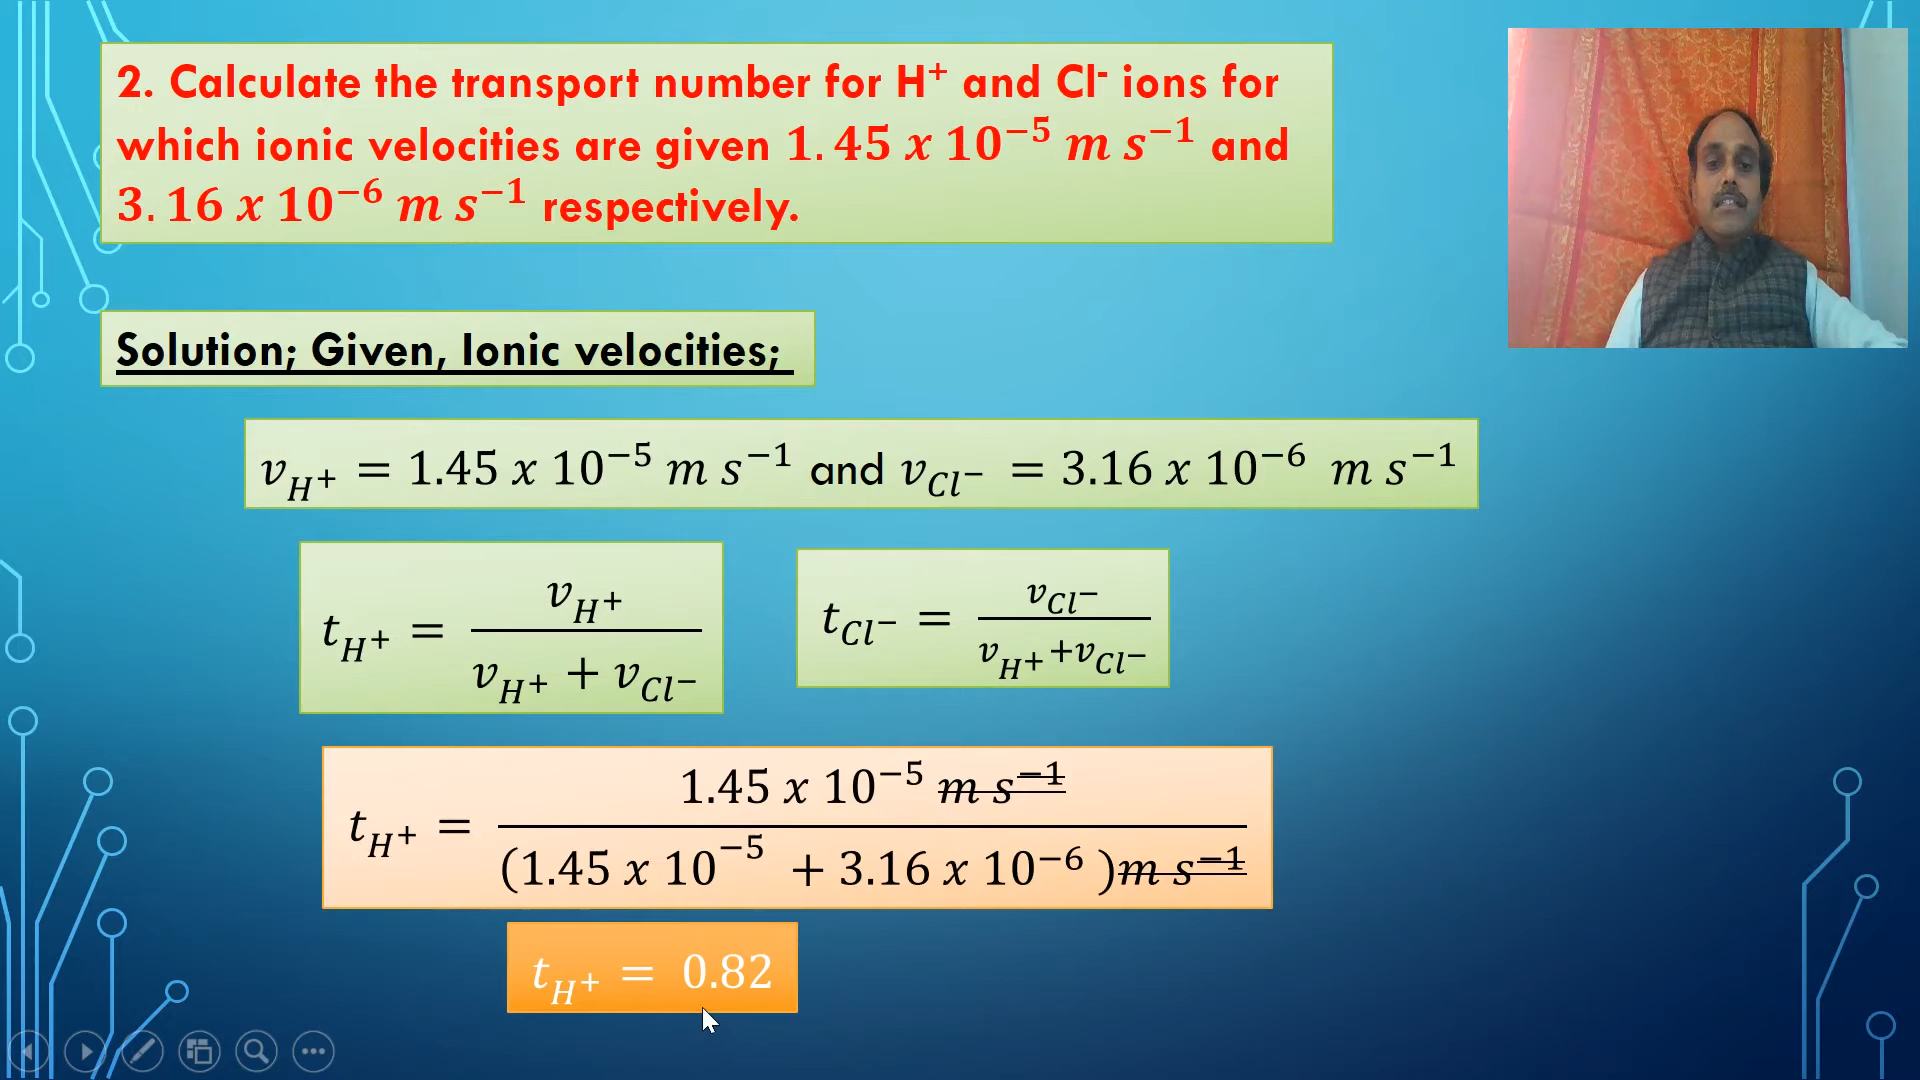 2. Calculate the transport number for H⁺ and Cl⁻ ions for
which ionic velocities are given 1.45 x 10⁻⁵ m s⁻¹ and
3.16 x 10⁻⁶ m s⁻¹ respectively.
Solution; Given, Ionic velocities;
v_H⁺ = 1.45 x 10⁻⁵ m s⁻¹ and v_Cl⁻ = 3.16 x 10⁻⁶ m s⁻¹
t_H⁺ = v_H⁺ / (v_H⁺ + v_Cl⁻)
t_Cl⁻ = v_Cl⁻ / (v_H⁺+v_Cl⁻)
t_H⁺ = 1.45 x 10⁻⁵ m s⁻¹ / (1.45 x 10⁻⁵ + 3.16 x 10⁻⁶ )m s⁻¹
t_H⁺ = 0.82